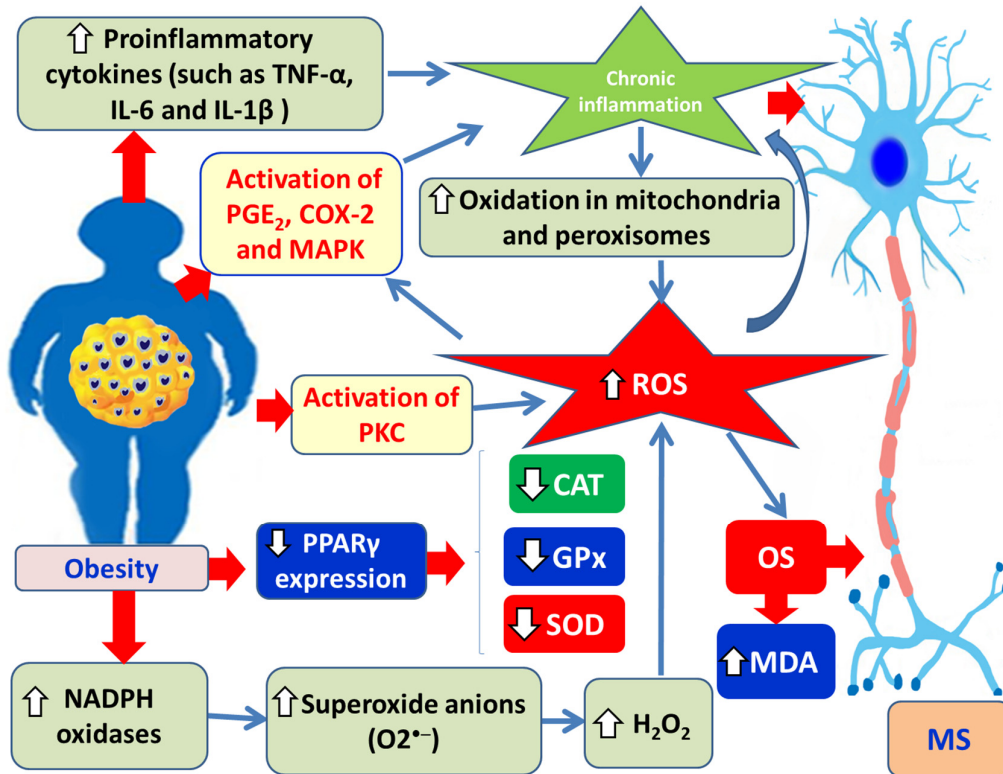 Proinflammatory
cytokines (such as TNF-α,
IL-6 and IL-1β )
Chronic
inflammation
Activation of
PGE₂, COX-2
and MAPK
Oxidation in mitochondria
and peroxisomes
ROS
Activation of
PKC
CAT
PPARγ
expression
GPx
SOD
Obesity
OS
MDA
NADPH
oxidases
Superoxide anions
(O2•−)
H₂O₂
MS